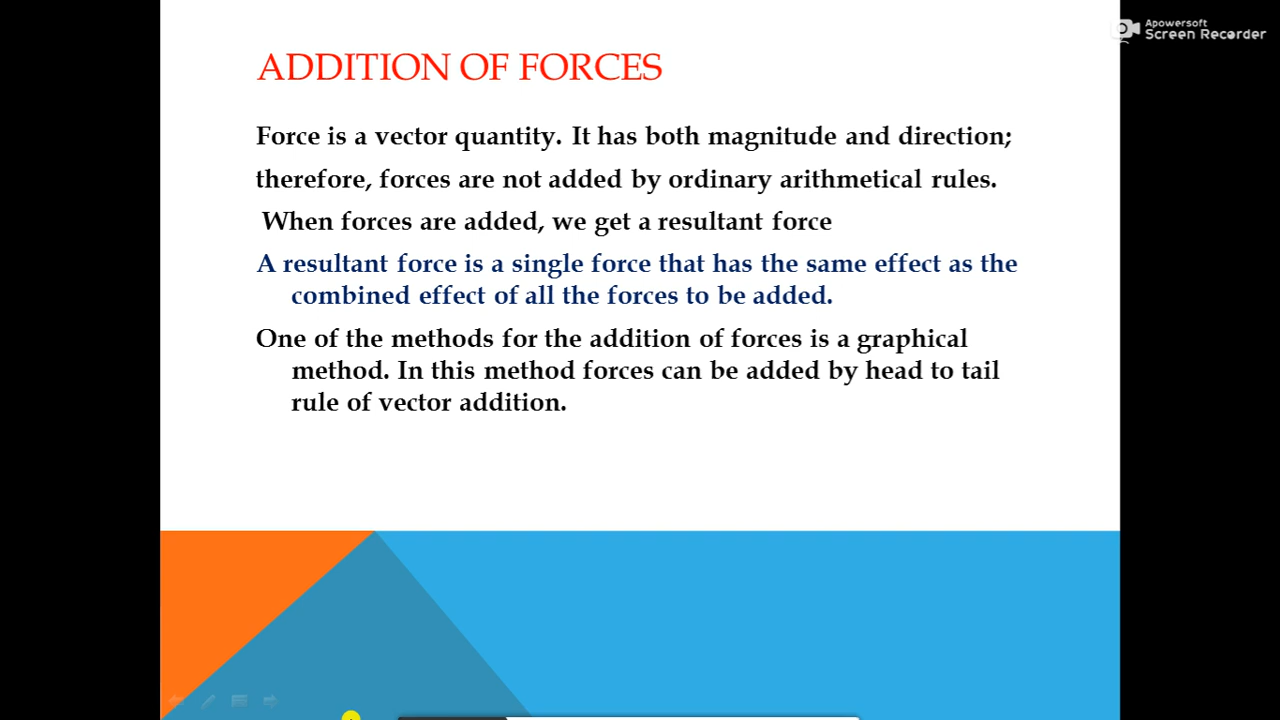 Apowersoft
Screen Recorder
ADDITION OF FORCES
Force is a vector quantity. It has both magnitude and direction;
therefore, forces are not added by ordinary arithmetical rules.
When forces are added, we get a resultant force
A resultant force is a single force that has the same effect as the
combined effect of all the forces to be added.
One of the methods for the addition of forces is a graphical
method. In this method forces can be added by head to tail
rule of vector addition.